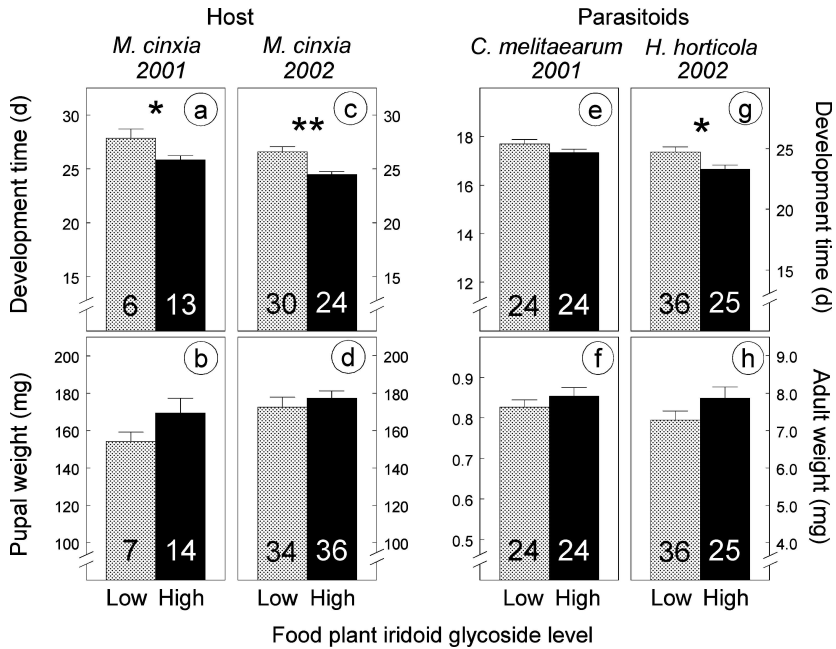 Host
Parasitoids
M. cinxia
2001
M. cinxia
2002
C. melitaearum
2001
H. horticola
2002
Development time (d)
30
25
20
15
*
a
6
13
**
c
30
24
30
25
20
15
18
16
14
12
e
24
24
*
g
36
25
25
20
15
Development time (d)
Pupal weight (mg)
200
180
160
140
120
100
b
7
14
d
34
36
200
180
160
140
120
100
0.9
0.8
0.7
0.6
0.5
f
24
24
h
36
25
9.0
8.0
7.0
6.0
5.0
4.0
Adult weight (mg)
Low High
Low High
Low High
Low High
Food plant iridoid glycoside level